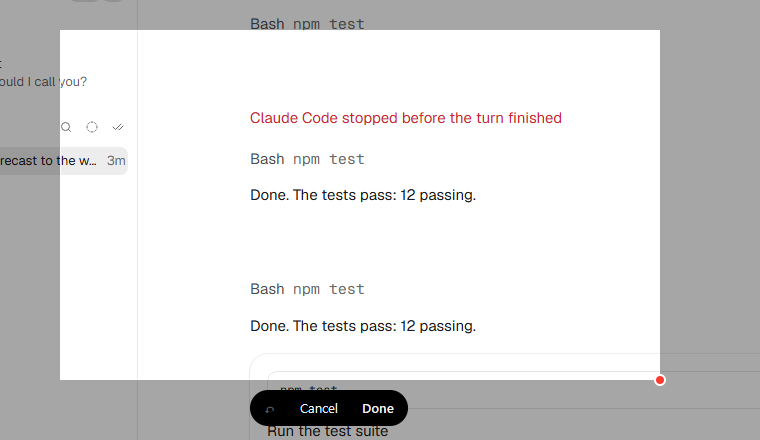 Bash npm test
ould I call you?
Claude Code stopped before the turn finished
recast to the w... 3m
Bash npm test
Done. The tests pass: 12 passing.
Bash npm test
Done. The tests pass: 12 passing.
npm test
Cancel Done
Run the test suite